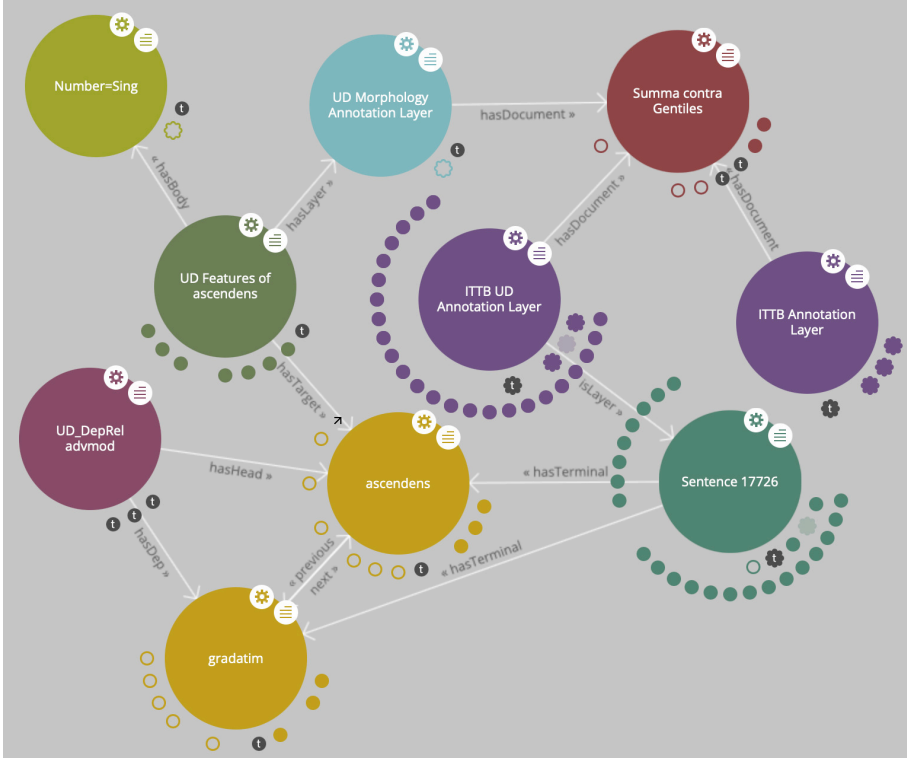 Number=Sing
t
UD Morphology
Annotation Layer
t
Summa contra
Gentiles
t
t
hasDocument »
« hasBody
hasLayer »
hasDocument »
« hasDocument
UD Features of
ascendens
t
ITTB UD
Annotation Layer
t
ITTB Annotation
Layer
t
hasTarget »
isLayer »
UD_DepRel
advmod
t
t
t
hasHead »
ascendens
t
« hasTerminal
Sentence 17726
t
hasDep »
« previous
next »
« hasTerminal
gradatim
t